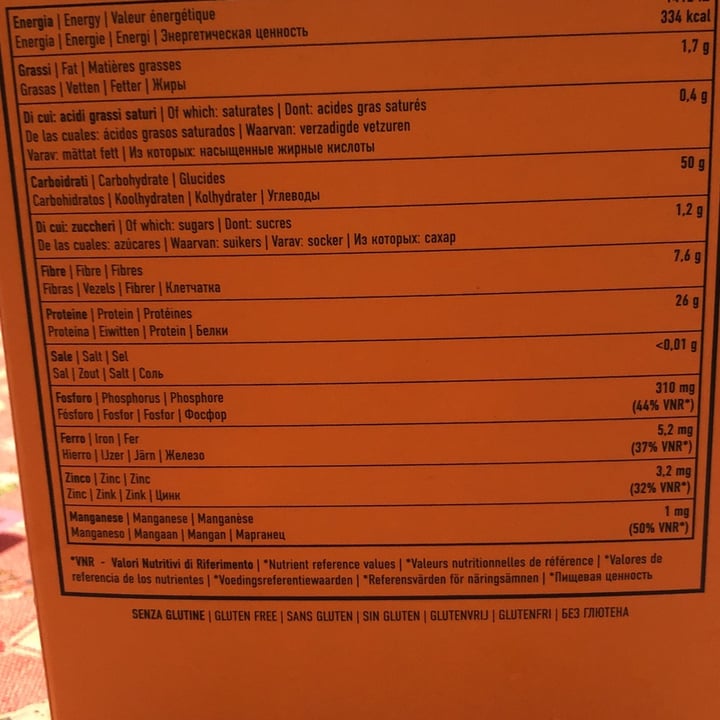 Energia | Energy | Valeur énergétique
334 kcal
Energía | Energie | Energi | Энергетическая ценность
Grassi | Fat | Matières grasses
1,7 g
Grasas | Vetten | Fetter | Жиры
Di cui: acidi grassi saturi | Of which: saturates | Dont: acides gras saturés
0,4 g
De las cuales: ácidos grasos saturados | Waarvan: verzadigde vetzuren
Varav: mättat fett | Из которых: насыщенные жирные кислоты
Carboidrati | Carbohydrate | Glucides
50 g
Carbohidratos | Koolhydraten | Kolhydrater | Углеводы
Di cui: zuccheri | Of which: sugars | Dont: sucres
1,2 g
De las cuales: azúcares | Waarvan: suikers | Varav: socker | Из которых: сахар
Fibre | Fibre | Fibres
7,6 g
Fibras | Vezels | Fibrer | Клетчатка
Proteine | Protein | Protéines
26 g
Proteína | Eiwitten | Protein | Белки
Sale | Salt | Sel
<0,01 g
Sal | Zout | Salt | Соль
Fosforo | Phosphorus | Phosphore
310 mg
Fósforo | Fosfor | Fosfor | Фосфор
(44% VNR*)
Ferro | Iron | Fer
5,2 mg
Hierro | IJzer | Järn | Железо
(37% VNR*)
Zinco | Zinc | Zinc
3,2 mg
Zinc | Zink | Zink | Цинк
(32% VNR*)
Manganese | Manganese | Manganèse
1 mg
Manganeso | Mangaan | Mangan | Марганец
(50% VNR*)
*VNR - Valori Nutritivi di Riferimento | *Nutrient reference values | *Valeurs nutritionnelles de référence | *Valores de
referencia de los nutrientes | *Voedingsreferentiewaarden | *Referensvärden för näringsämnen | *Пищевая ценность
SENZA GLUTINE | GLUTEN FREE | SANS GLUTEN | SIN GLUTEN | GLUTENVRIJ | GLUTENFRI | БЕЗ ГЛЮТЕНА